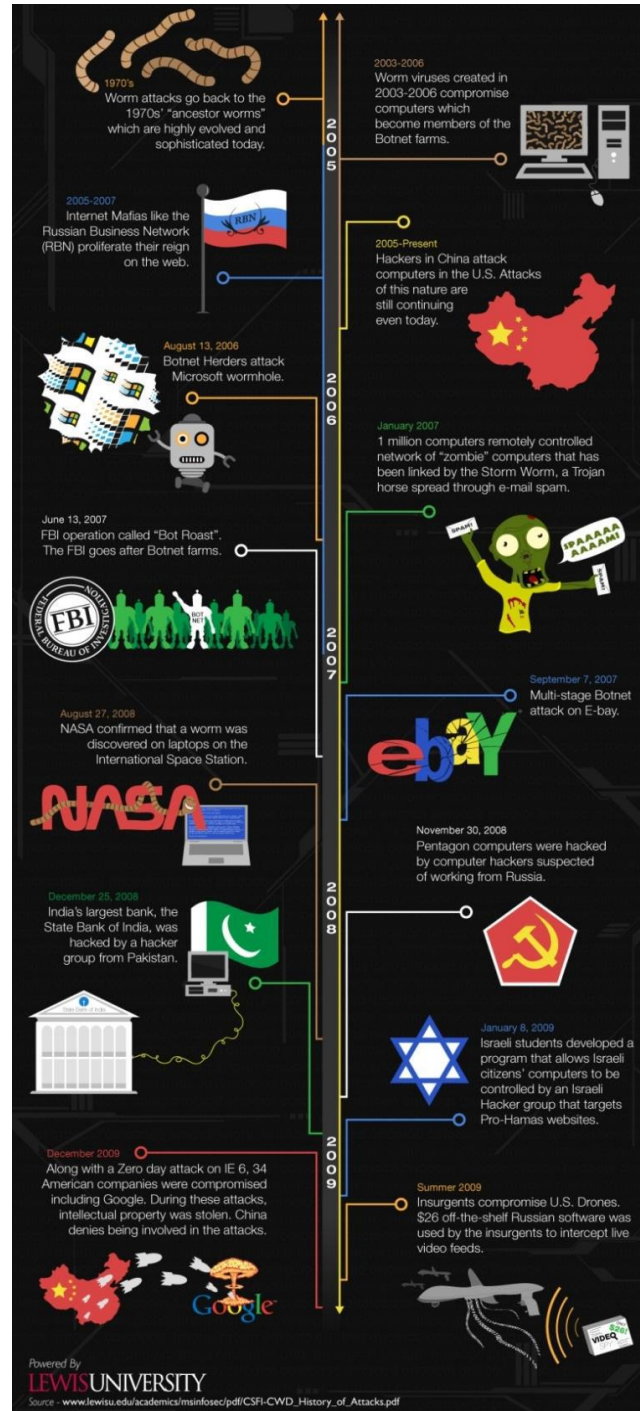 1970's
Worm attacks go back to the
1970s' “ancestor worms”
which are highly evolved and
sophisticated today.
2003-2006
Worm viruses created in
2003-2006 compromise
computers which
become members of the
Botnet farms.
2005
2005-2007
Internet Mafias like the
Russian Business Network
(RBN) proliferate their reign
on the web.
RBN
2005-Present
Hackers in China attack
computers in the U.S. Attacks
of this nature are
still continuing
even today.
August 13, 2006
Botnet Herders attack
Microsoft wormhole.
2006
January 2007
1 million computers remotely controlled
network of “zombie” computers that has
been linked by the Storm Worm, a Trojan
horse spread through e-mail spam.
SPAM!
SPAAAAA
AAAAM!
SPAM!
June 13, 2007
FBI operation called “Bot Roast”.
The FBI goes after Botnet farms.
FEDERAL BUREAU OF INVESTIGATION
FBI
BOT
NET
2007
September 7, 2007
Multi-stage Botnet
attack on E-bay.
ebaY
August 27, 2008
NASA confirmed that a worm was
discovered on laptops on the
International Space Station.
NASA
November 30, 2008
Pentagon computers were hacked
by computer hackers suspected
of working from Russia.
2008
December 25, 2008
India's largest bank, the
State Bank of India, was
hacked by a hacker
group from Pakistan.
State Bank of India
January 8, 2009
Israeli students developed a
program that allows Israeli
citizens' computers to be
controlled by an Israeli
Hacker group that targets
Pro-Hamas websites.
2009
December 2009
Along with a Zero day attack on IE 6, 34
American companies were compromised
including Google. During these attacks,
intellectual property was stolen. China
denies being involved in the attacks.
Google
Summer 2009
Insurgents compromise U.S. Drones.
$26 off-the-shelf Russian software was
used by the insurgents to intercept live
video feeds.
$26!
VIDEO
Powered By
LEWISUNIVERSITY
Source - www.lewisu.edu/academics/msinfosec/pdf/CSFI-CWD_History_of_Attacks.pdf